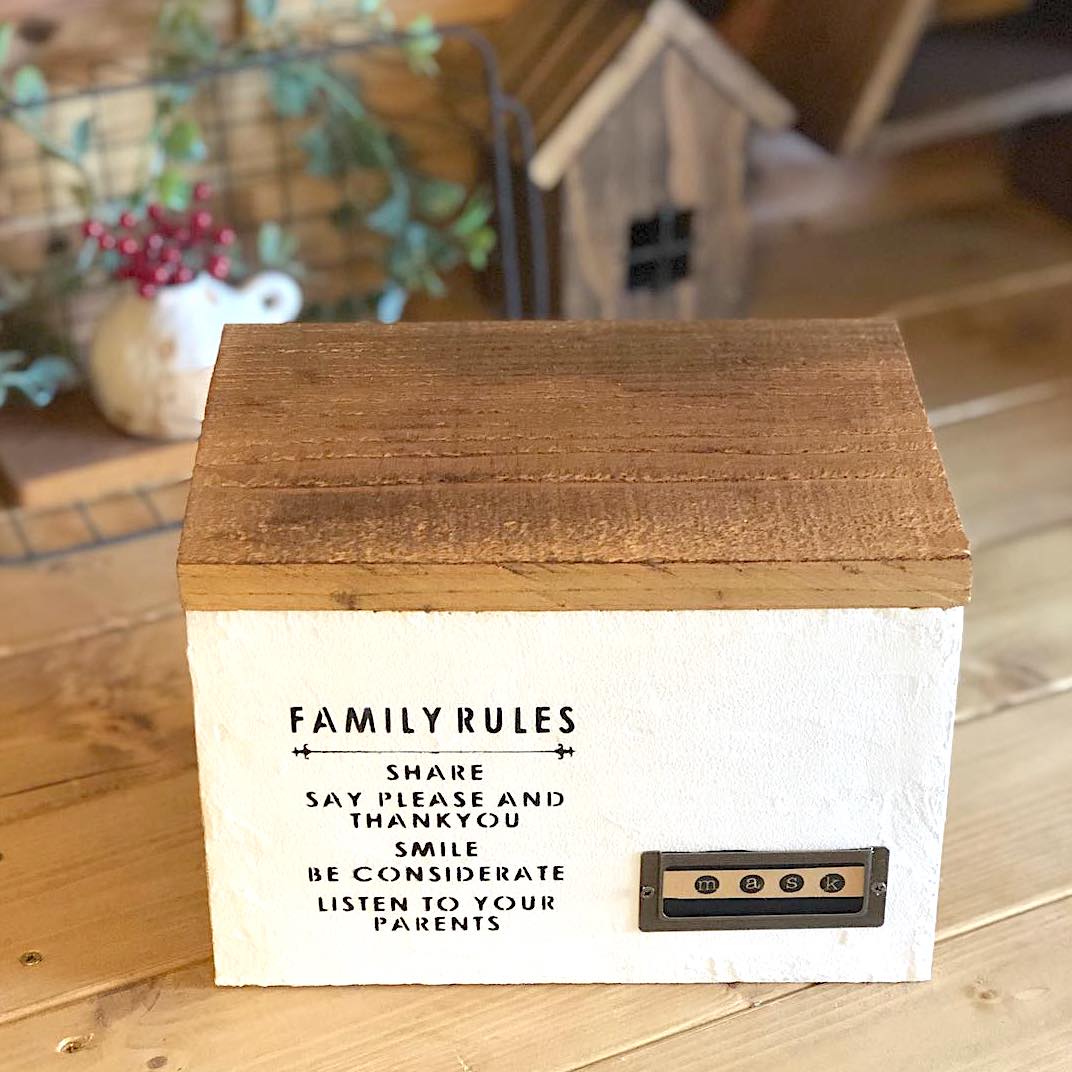 FAMILY RULES
SHARE
SAY PLEASE AND
THANKYOU
SMILE
BE CONSIDERATE
LISTEN TO YOUR
PARENTS
mask